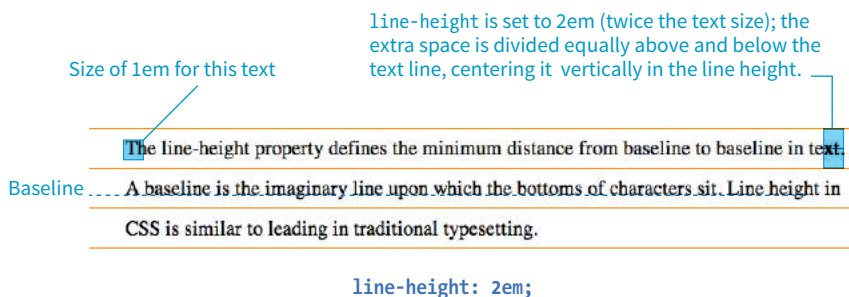 line-height is set to 2em (twice the text size); the
extra space is divided equally above and below the
text line, centering it vertically in the line height.
Size of 1em for this text
The line-height property defines the minimum distance from baseline to baseline in text.
Baseline
A baseline is the imaginary line upon which the bottoms of characters sit. Line height in
CSS is similar to leading in traditional typesetting.
line-height: 2em;